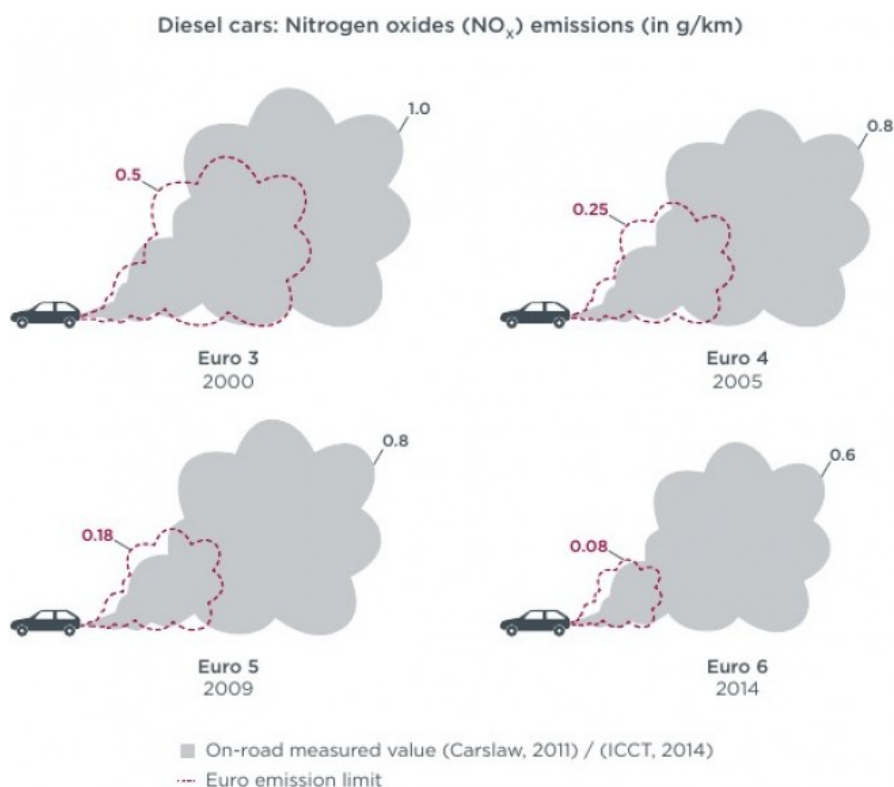 Diesel cars: Nitrogen oxides (NOx) emissions (in g/km)
1.0
0.5
Euro 3
2000
0.8
0.25
Euro 4
2005
0.8
0.18
Euro 5
2009
0.6
0.08
Euro 6
2014
On-road measured value (Carslaw, 2011) / (ICCT, 2014)
Euro emission limit